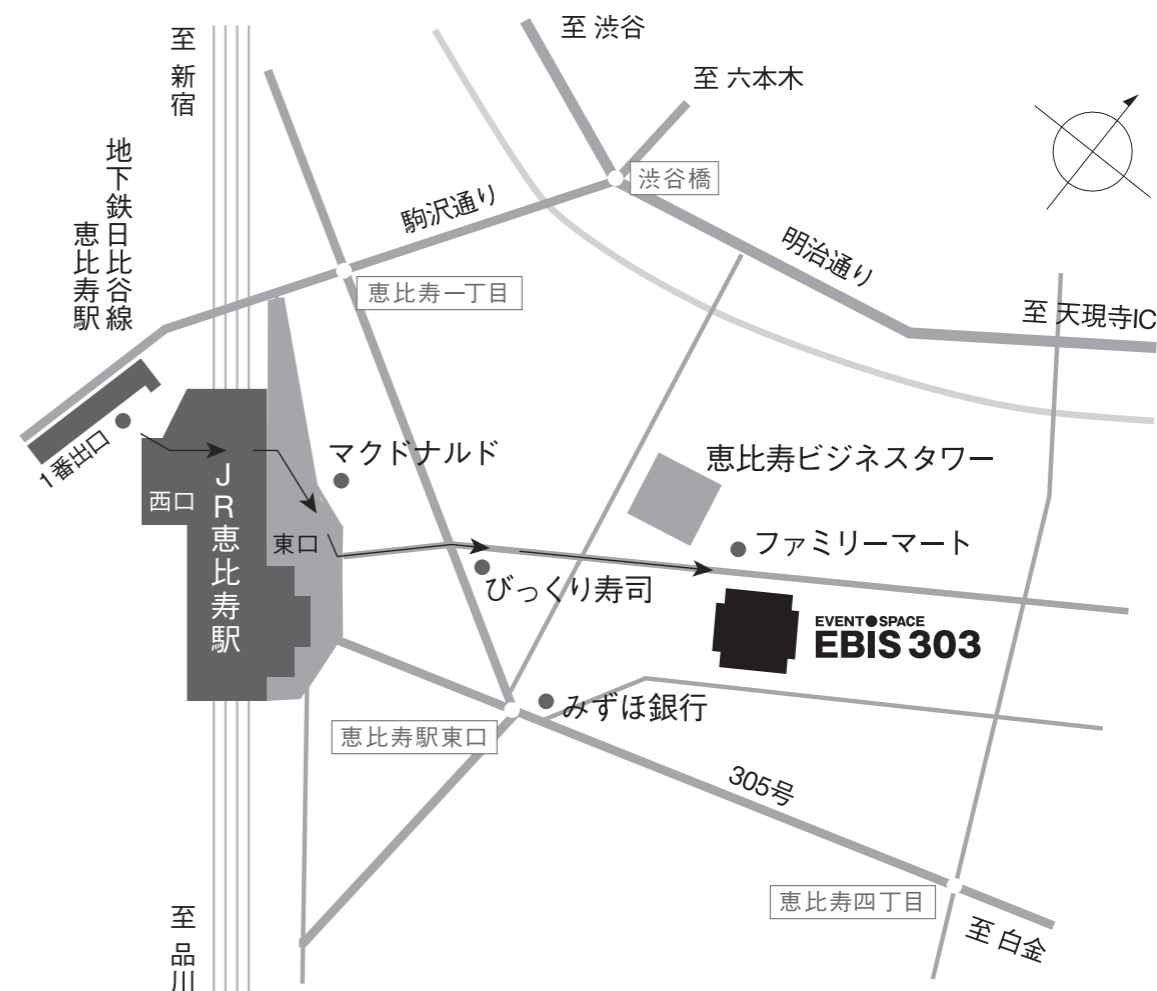 至 渋谷
至 新宿
至 六本木
地下鉄日比谷線
恵比寿駅
渋谷橋
駒沢通り
明治通り
恵比寿一丁目
至 天現寺IC
1番出口
マクドナルド
恵比寿ビジネスタワー
西口
JR恵比寿駅
東口
ファミリーマート
びっくり寿司
EVENT●SPACE
EBIS 303
みずほ銀行
恵比寿駅東口
305号
恵比寿四丁目
至 品川
至 白金